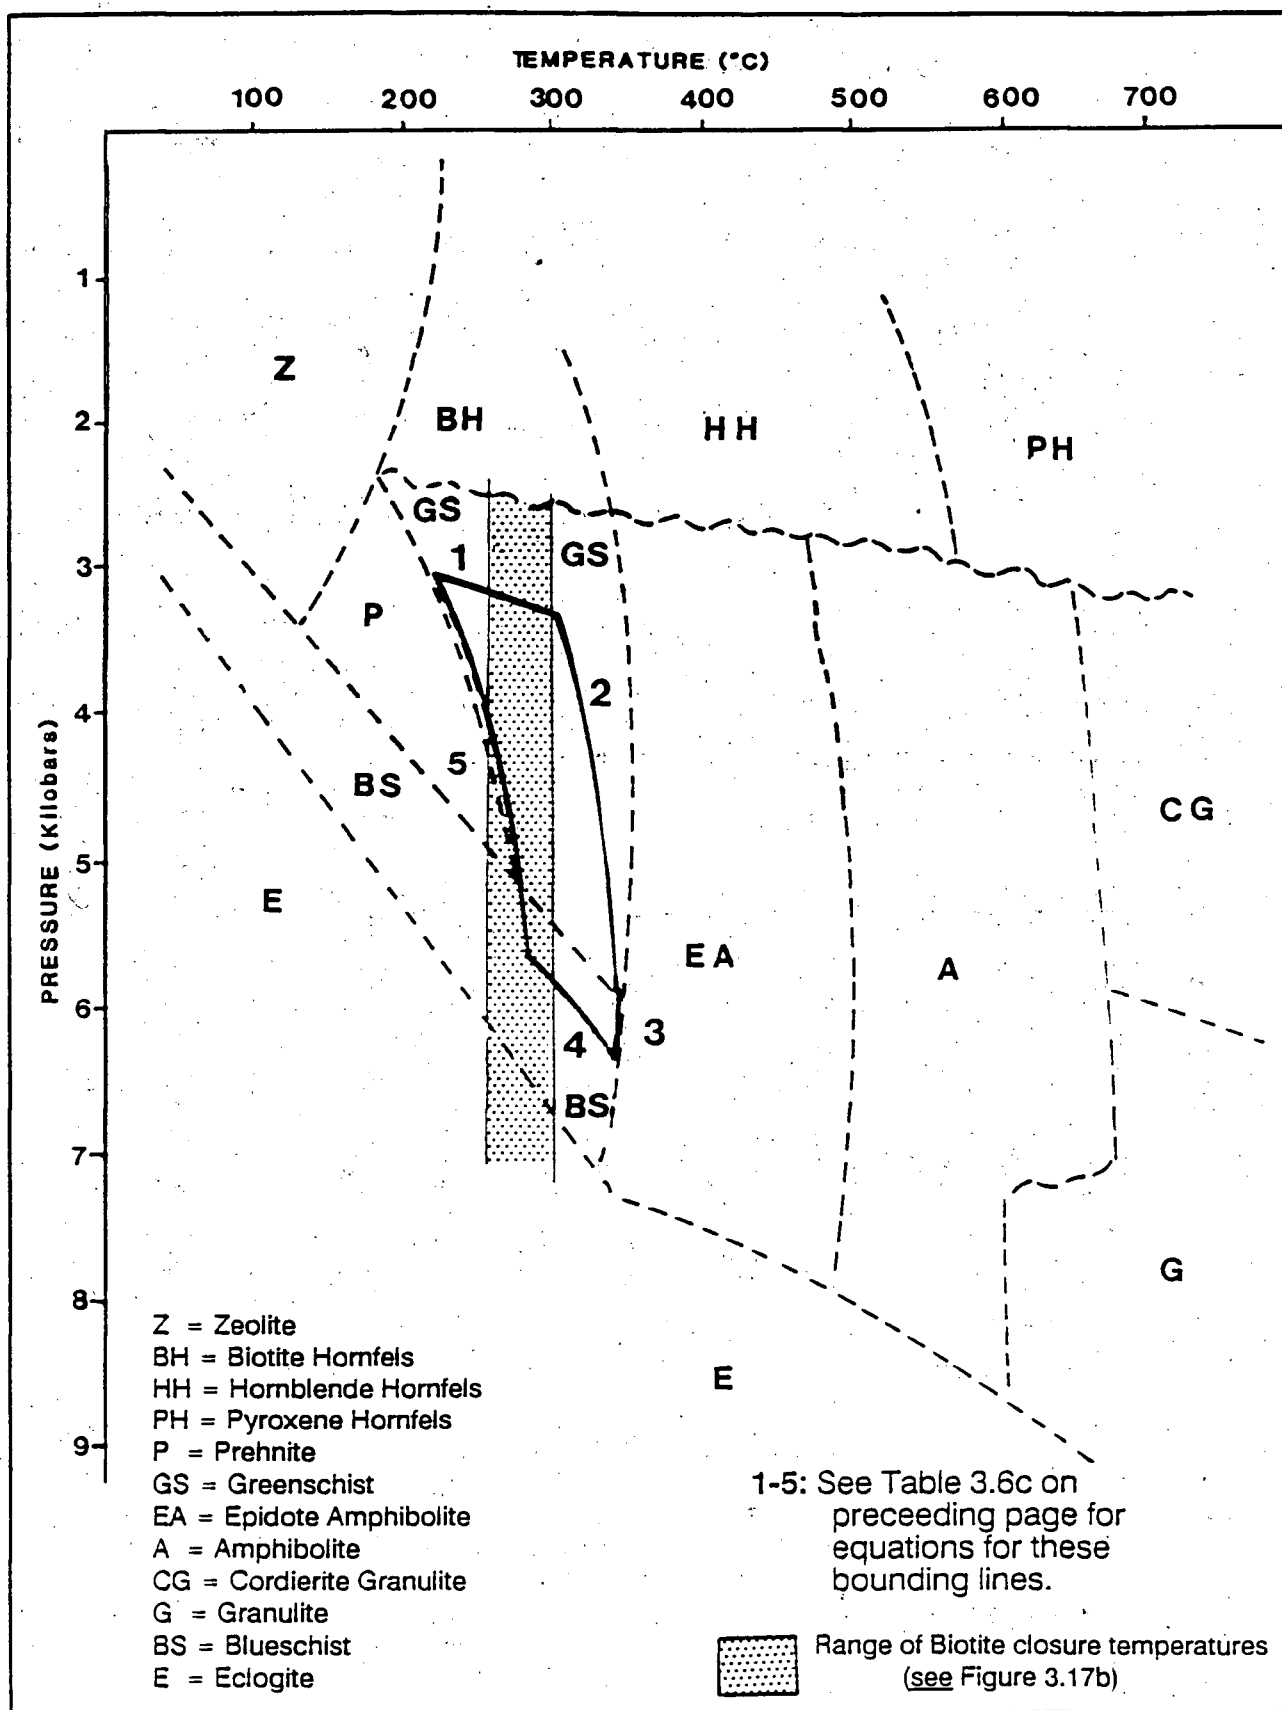 TEMPERATURE (°C)
100 200 300 400 500 600 700
1
Z
2
BH
HH
PH
GS
3
1
GS
P
2
4
5
BS
CG
5
E
EA
A
6
3
4
BS
7
G
8
E
9
PRESSURE (Kilobars)
Z = Zeolite
BH = Biotite Hornfels
HH = Hornblende Hornfels
PH = Pyroxene Hornfels
P = Prehnite
GS = Greenschist
EA = Epidote Amphibolite
A = Amphibolite
CG = Cordierite Granulite
G = Granulite
BS = Blueschist
E = Eclogite
1-5: See Table 3.6c on
preceeding page for
equations for these
bounding lines.
Range of Biotite closure temperatures
(see Figure 3.17b)